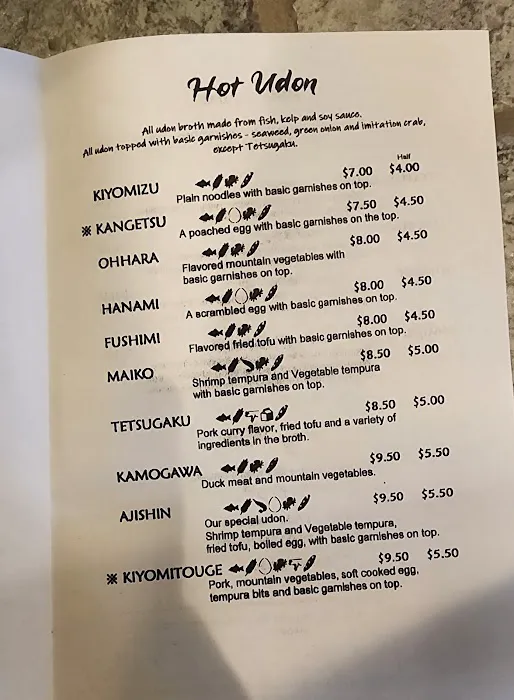 Hot Udon
All udon broth made from fish, kelp and soy sauce.
All udon topped with basic garnishes - seaweed, green onion and imitation crab,
except Tetsugaku.
Half
KIYOMIZU $7.00 $4.00
Plain noodles with basic garnishes on top.
※ KANGETSU $7.50 $4.50
A poached egg with basic garnishes on the top.
OHHARA $8.00 $4.50
Flavored mountain vegetables with
basic garnishes on top.
HANAMI $8.00 $4.50
A scrambled egg with basic garnishes on top.
FUSHIMI $8.00 $4.50
Flavored fried tofu with basic garnishes on top.
MAIKO $8.50 $5.00
Shrimp tempura and Vegetable tempura
with basic garnishes on top.
TETSUGAKU $8.50 $5.00
Pork curry flavor, fried tofu and a variety of
ingredients in the broth.
KAMOGAWA $9.50 $5.50
Duck meat and mountain vegetables.
AJISHIN $9.50 $5.50
Our special udon.
Shrimp tempura and Vegetable tempura,
fried tofu, boiled egg, with basic garnishes on top.
※ KIYOMITOUGE $9.50 $5.50
Pork, mountain vegetables, soft cooked egg,
tempura bits and basic garnishes on top.